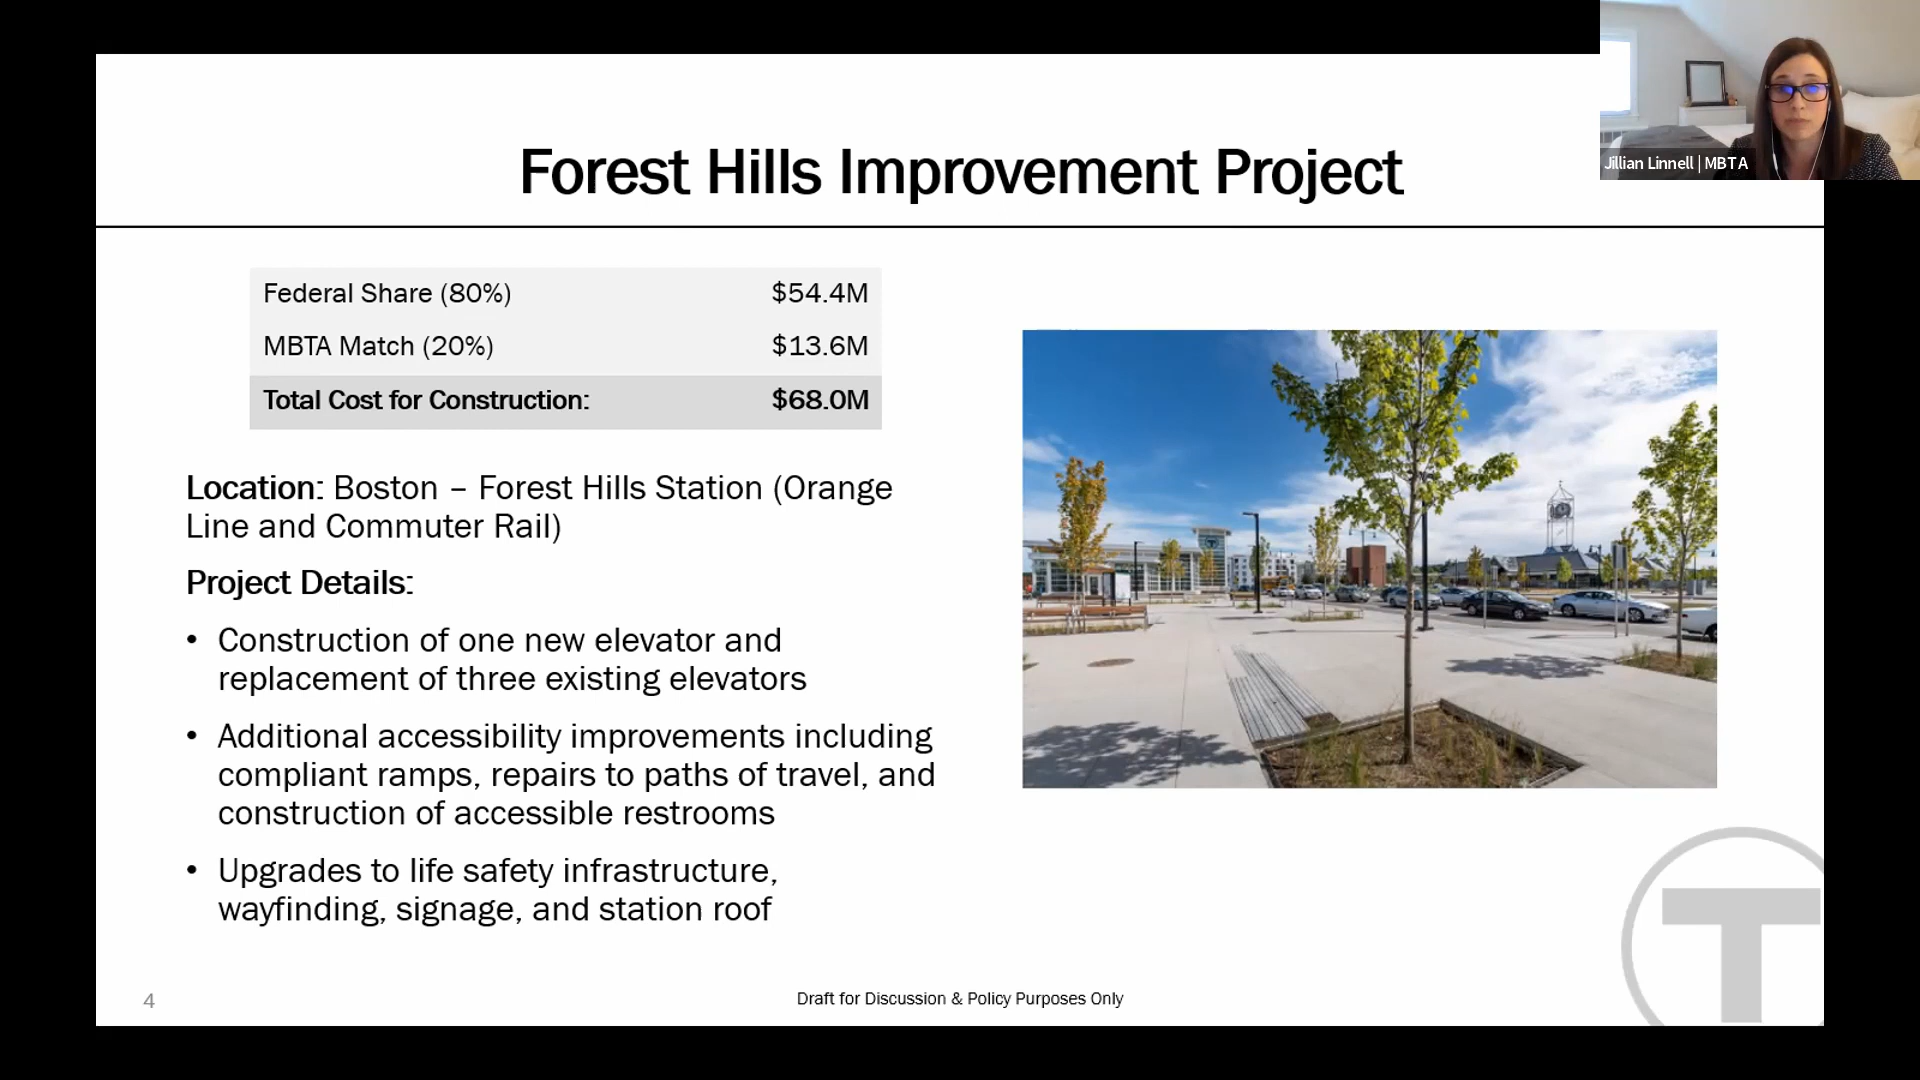 Forest Hills Improvement Project
Jillian Linnell | MBTA
Federal Share (80%) $54.4M
MBTA Match (20%) $13.6M
Total Cost for Construction: $68.0M
Location: Boston – Forest Hills Station (Orange
Line and Commuter Rail)
Project Details:
• Construction of one new elevator and
replacement of three existing elevators
• Additional accessibility improvements including
compliant ramps, repairs to paths of travel, and
construction of accessible restrooms
• Upgrades to life safety infrastructure,
wayfinding, signage, and station roof
T
4
Draft for Discussion & Policy Purposes Only